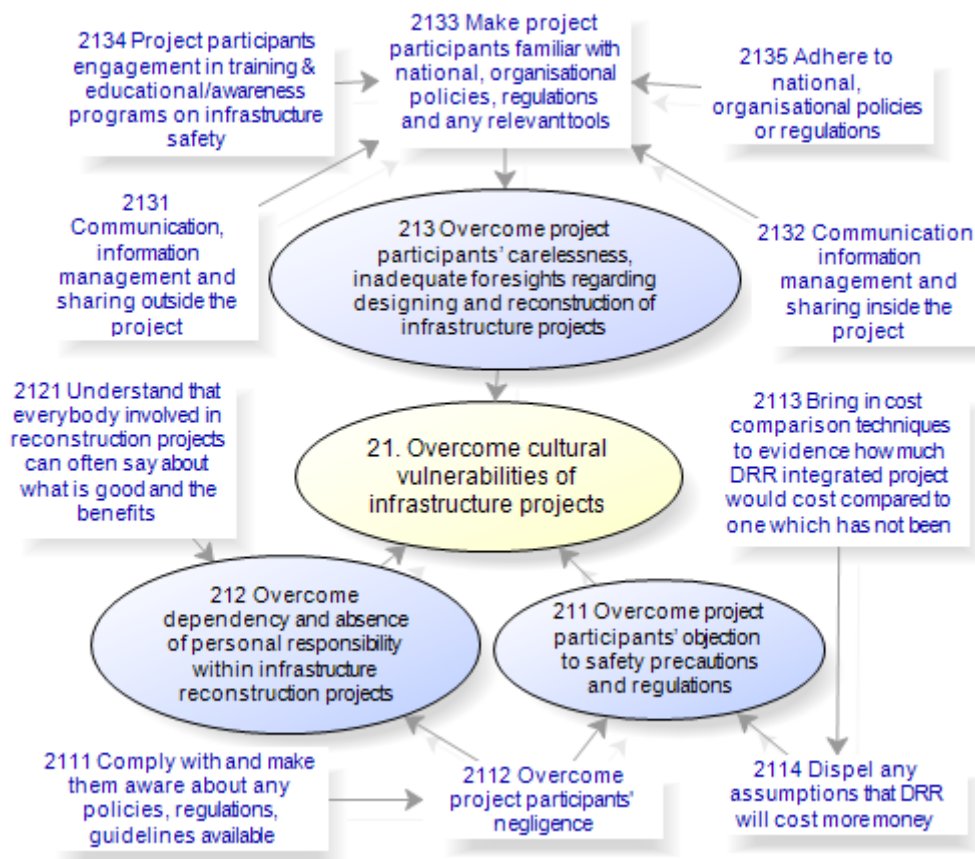 2134 Project participants
engagement in training &
educational/awareness
programs on infrastructure
safety
2133 Make project
participants familiar with
national, organisational
policies, regulations
and any relevant tools
2135 Adhere to
national,
organisational policies
or regulations
2131
Communication,
information
management and
sharing outside the
project
213 Overcome project
participants' carelessness,
inadequate foresights regarding
designing and reconstruction of
infrastructure projects
2132 Communication
information
management and
sharing inside the
project
2121 Understand that
everybody involved in
reconstruction projects
can often say about
what is good and the
benefits
21. Overcome cultural
vulnerabilities of
infrastructure projects
2113 Bring in cost
comparison techniques
to evidence how much
DRR integrated project
would cost compared to
one which has not been
212 Overcome
dependency and absence
of personal responsibility
within infrastructure
reconstruction projects
211 Overcome project
participants' objection
to safety precautions
and regulations
2111 Comply with and make
them aware about any
policies, regulations,
guidelines available
2112 Overcome
project participants'
negligence
2114 Dispel any
assumptions that DRR
will cost more money